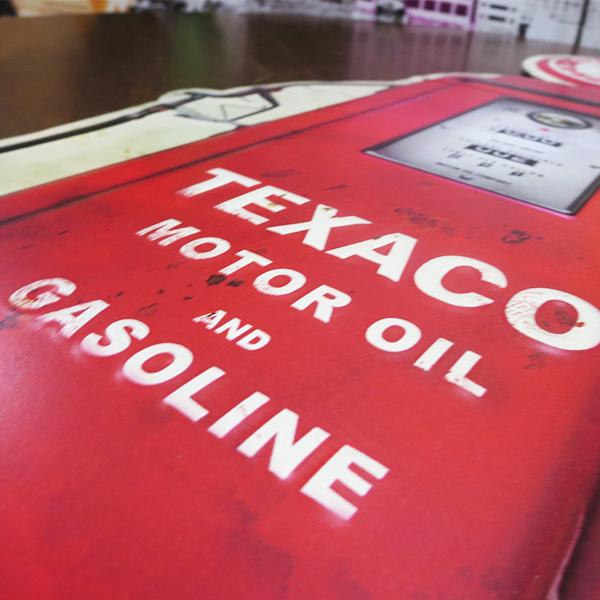 TEXACO
MOTOR OIL
AND
GASOLINE